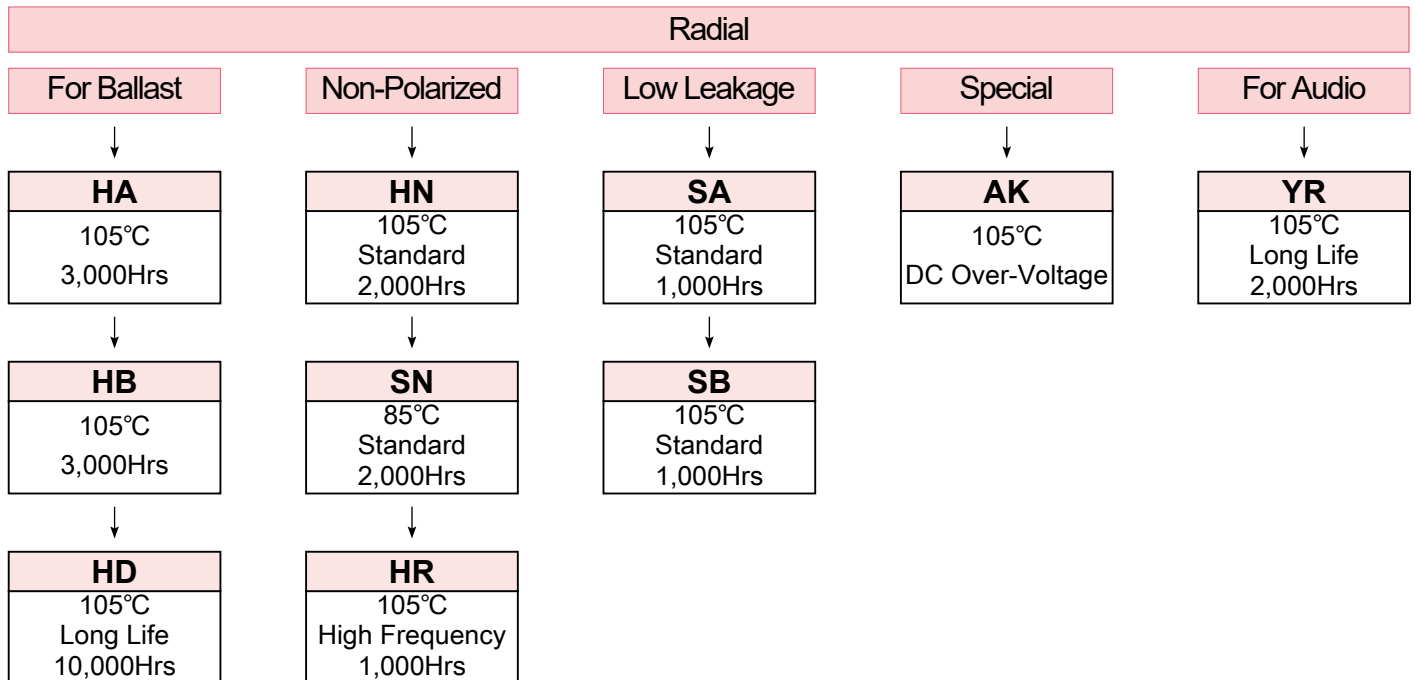 Radial
For Ballast
HA
105℃
3,000Hrs
HB
105℃
3,000Hrs
HD
105℃
Long Life
10,000Hrs
Non-Polarized
HN
105℃
Standard
2,000Hrs
SN
85℃
Standard
2,000Hrs
HR
105℃
High Frequency
1,000Hrs
Low Leakage
SA
105℃
Standard
1,000Hrs
SB
105℃
Standard
1,000Hrs
Special
AK
105℃
DC Over-Voltage
For Audio
YR
105℃
Long Life
2,000Hrs